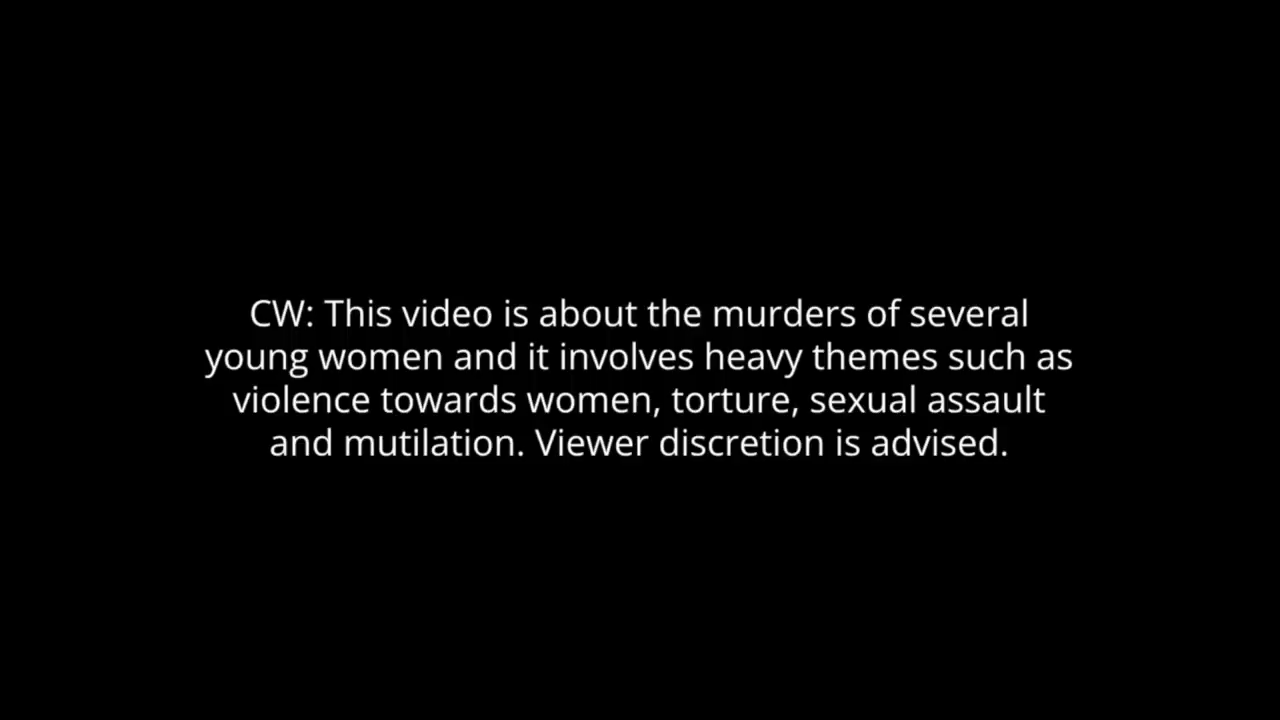 CW: This video is about the murders of several
young women and it involves heavy themes such as
violence towards women, torture, sexual assault
and mutilation. Viewer discretion is advised.